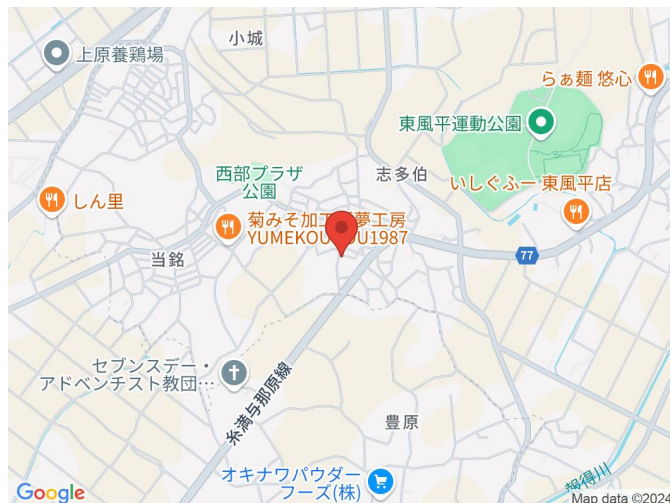 小城
上原養鶏場
らぁ麺 悠心
東風平運動公園
西部プラザ
公園
志多伯
いしぐふー 東風平店
しん里
菊みそ加工
夢工房
YUMEKOU
U1987
77
当銘
セブンスデー・
アドベンチスト教団…
糸満与那原線
豊原
オキナワパウダー
フーズ(株)
報得川
Google
Map data ©2024